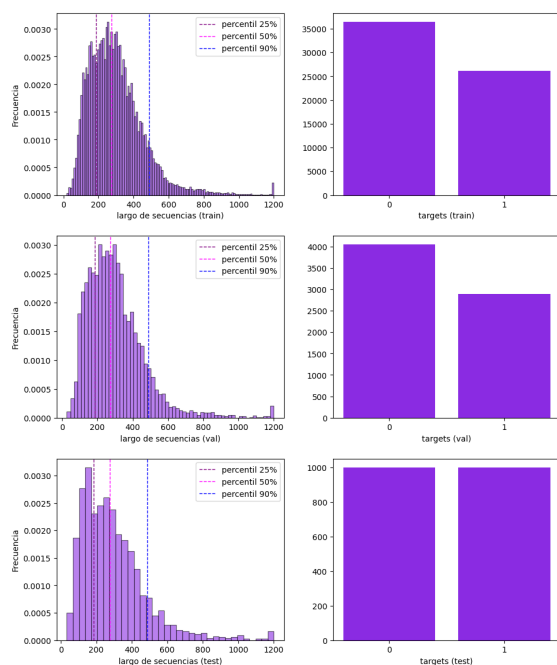 percentil 25%
percentil 50%
percentil 90%
Frecuencia
0.0030
0.0025
0.0020
0.0015
0.0010
0.0005
0.0000
0 200 400 600 800 1000 1200
largo de secuencias (train)
35000
30000
25000
20000
15000
10000
5000
0
0 1
targets (train)
percentil 25%
percentil 50%
percentil 90%
Frecuencia
0.0030
0.0025
0.0020
0.0015
0.0010
0.0005
0.0000
0 200 400 600 800 1000 1200
largo de secuencias (val)
4000
3500
3000
2500
2000
1500
1000
500
0
0 1
targets (val)
percentil 25%
percentil 50%
percentil 90%
Frecuencia
0.0030
0.0025
0.0020
0.0015
0.0010
0.0005
0.0000
0 200 400 600 800 1000 1200
largo de secuencias (test)
1000
800
600
400
200
0
0 1
targets (test)